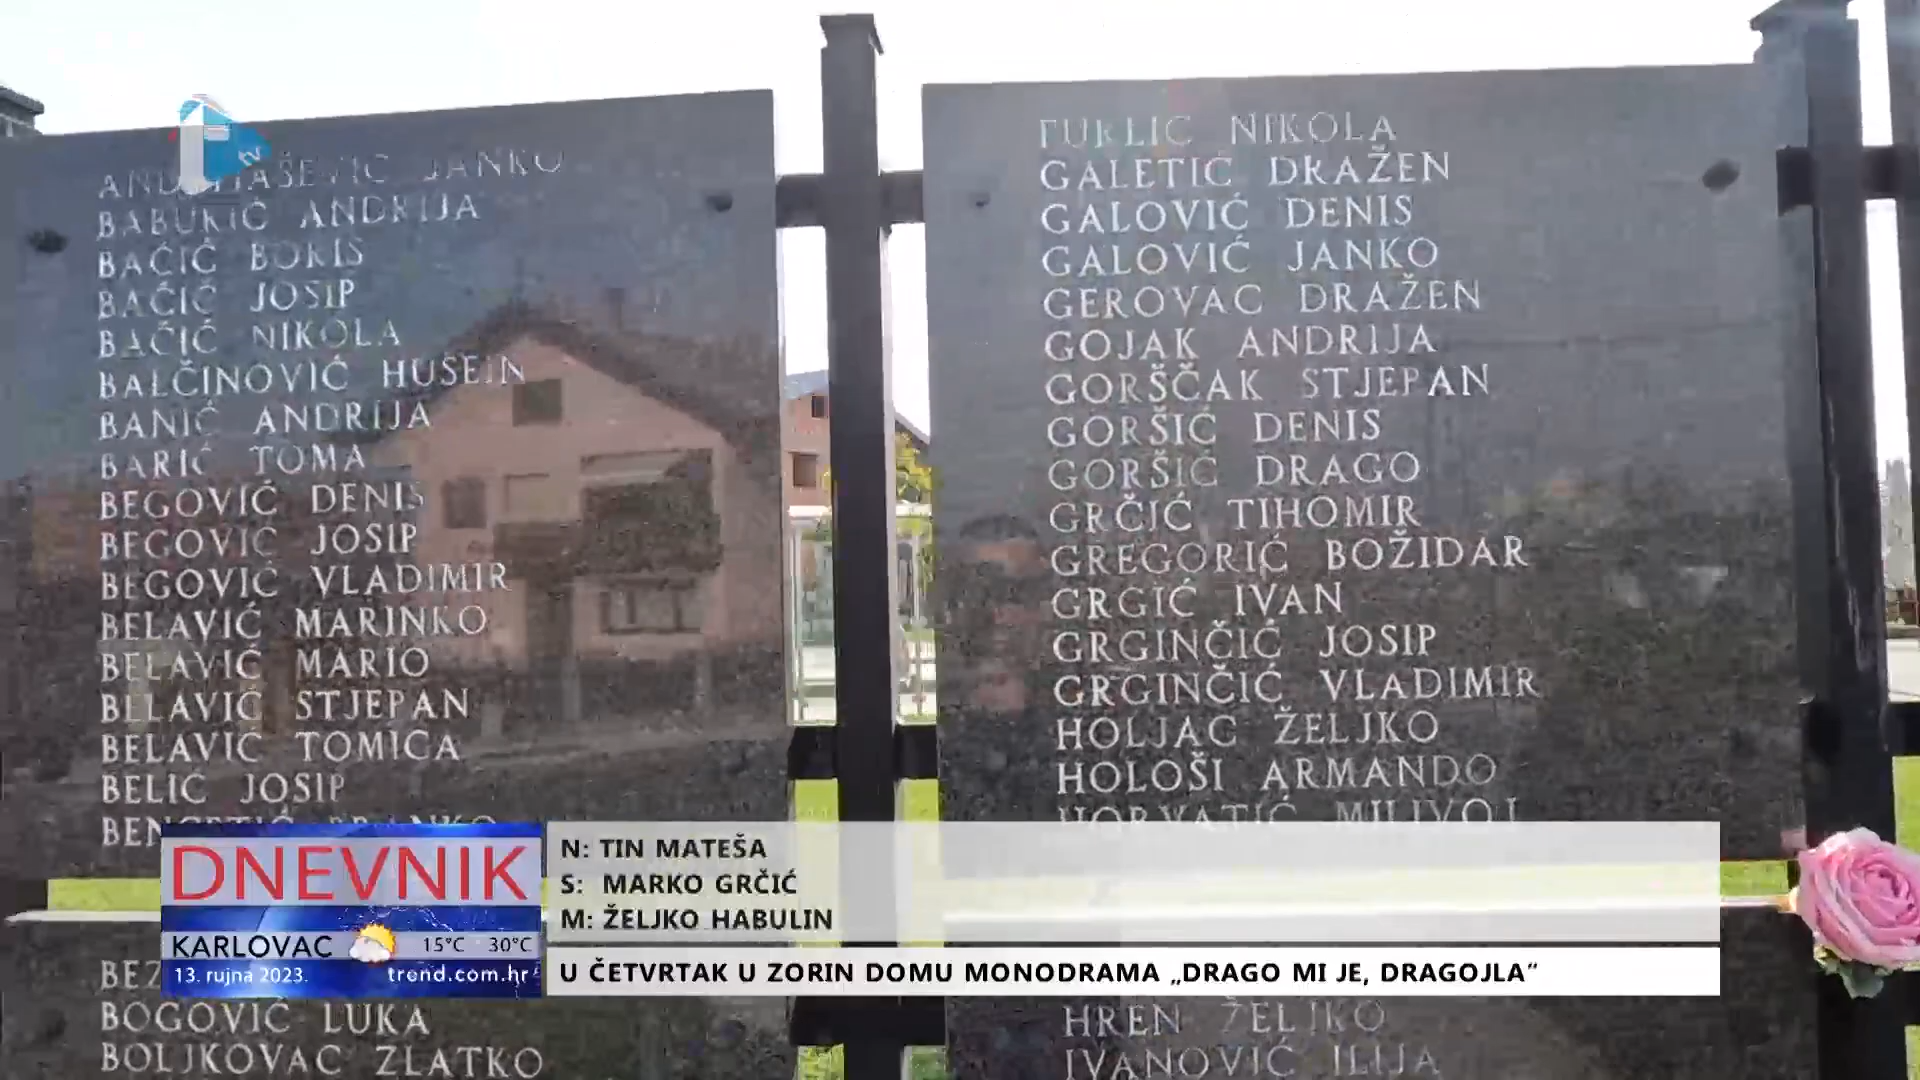 BABUKIĆ ANDRIJA
BAČIĆ BORIS
BAČIĆ JOSIP
BAČIĆ NIKOLA
BALČINOVIĆ HUSEIN
BANIĆ ANDRIJA
BARIĆ TOMA
BEGOVIĆ DENIS
BEGOVIĆ JOSIP
BEGOVIĆ VLADIMIR
BELAVIĆ MARINKO
BELAVIĆ MARIO
BELAVIĆ STJEPAN
BELAVIĆ TOMICA
BELIĆ JOSIP
BOGOVIĆ LUKA
BOLJKOVAC ZLATKO
FURLIĆ NIKOLA
GALETIĆ DRAŽEN
GALOVIĆ DENIS
GALOVIĆ JANKO
GEROVAC DRAŽEN
GOJAK ANDRIJA
GORŠČAK STJEPAN
GORŠIĆ DENIS
GORŠIĆ DRAGO
GRČIĆ TIHOMIR
GREGORIĆ BOŽIDAR
GRGIĆ IVAN
GRGINČIĆ JOSIP
GRGINČIĆ VLADIMIR
HOLJAC ŽELJKO
HOLOŠI ARMANDO
HORVATIĆ MILIVOJ
HREN ŽELJKO
IVANOVIĆ ILIJA
DNEVNIK
KARLOVAC 15°C 30°C
13. rujna 2023. trend.com.hr
N: TIN MATEŠA
S: MARKO GRČIĆ
M: ŽELJKO HABULIN
U ČETVRTAK U ZORIN DOMU MONODRAMA „DRAGO MI JE, DRAGOJLA“